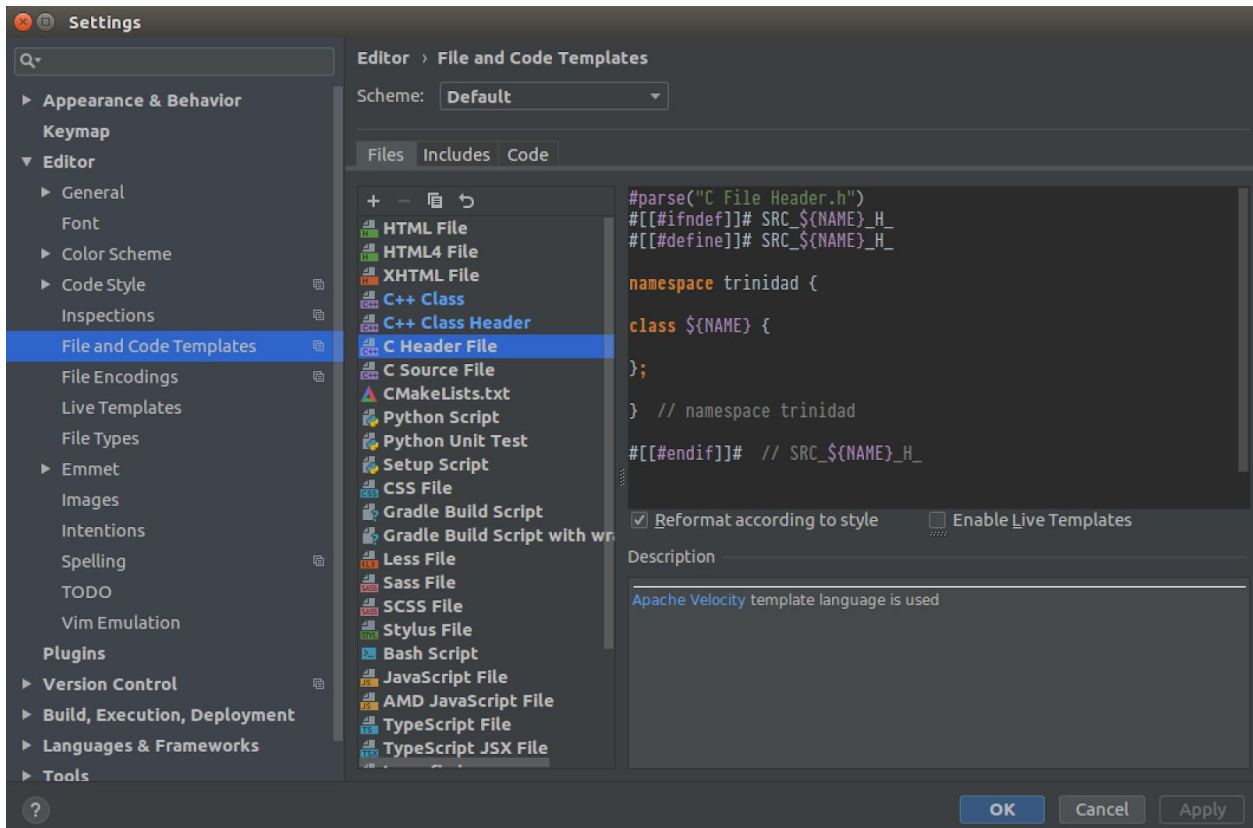 Settings
Appearance & Behavior
Keymap
Editor
General
Font
Color Scheme
Code Style
Inspections
File and Code Templates
File Encodings
Live Templates
File Types
Emmet
Images
Intentions
Spelling
TODO
Vim Emulation
Plugins
Version Control
Build, Execution, Deployment
Languages & Frameworks
Tools
Editor › File and Code Templates
Scheme: Default
Files Includes Code
HTML File
HTML4 File
XHTML File
C++ Class
C++ Class Header
C Header File
C Source File
CMakeLists.txt
Python Script
Python Unit Test
Setup Script
CSS File
Gradle Build Script
Gradle Build Script with wr
Less File
Sass File
SCSS File
Stylus File
Bash Script
JavaScript File
AMD JavaScript File
TypeScript File
TypeScript JSX File
#parse("C File Header.h")
#[[#ifndef]]# SRC_${NAME}_H_
#[[#define]]# SRC_${NAME}_H_
namespace trinidad {
class ${NAME} {
};
} // namespace trinidad
#[[#endif]]# // SRC_${NAME}_H_
Reformat according to style Enable Live Templates
Description
Apache Velocity template language is used
? OK Cancel Apply